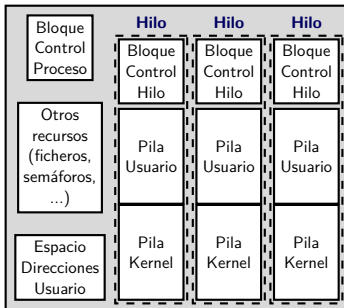 Bloque
Control
Proceso
Otros
recursos
(ficheros,
semáforos,
...)
Espacio
Direcciones
Usuario
Hilo
Bloque
Control
Hilo
Pila
Usuario
Pila
Kernel
Hilo
Bloque
Control
Hilo
Pila
Usuario
Pila
Kernel
Hilo
Bloque
Control
Hilo
Pila
Usuario
Pila
Kernel